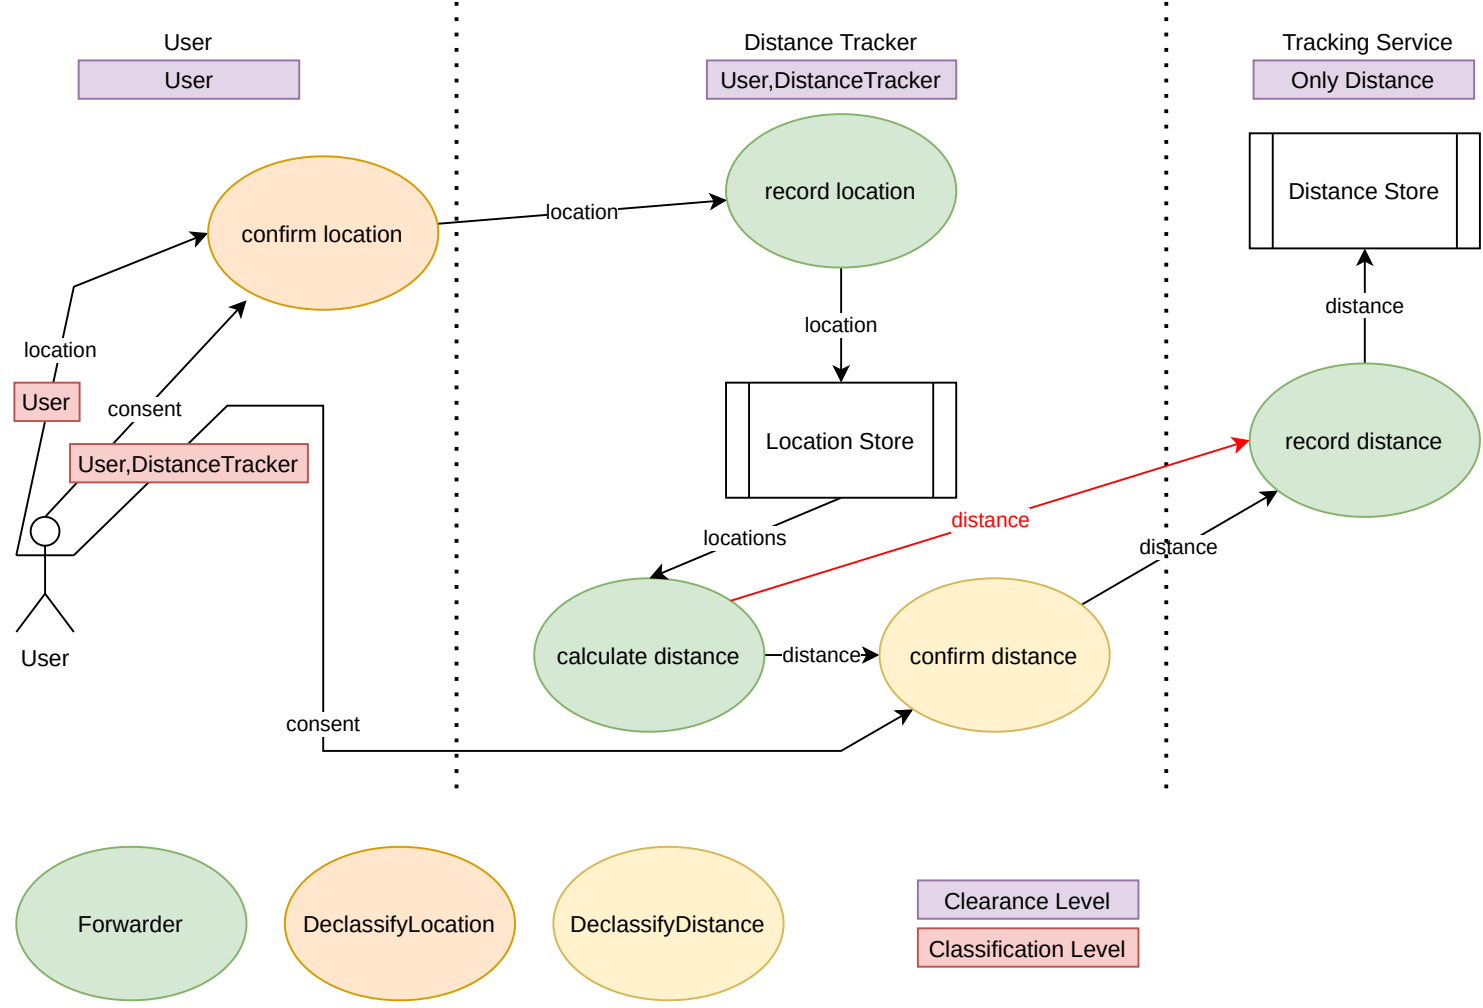 User
User
Distance Tracker
User,DistanceTracker
Tracking Service
Only Distance
confirm location
location
record location
Distance Store
location
distance
location
User
consent
User,DistanceTracker
Location Store
record distance
distance
locations
distance
calculate distance
distance
confirm distance
User
consent
Forwarder
DeclassifyLocation
DeclassifyDistance
Clearance Level
Classification Level